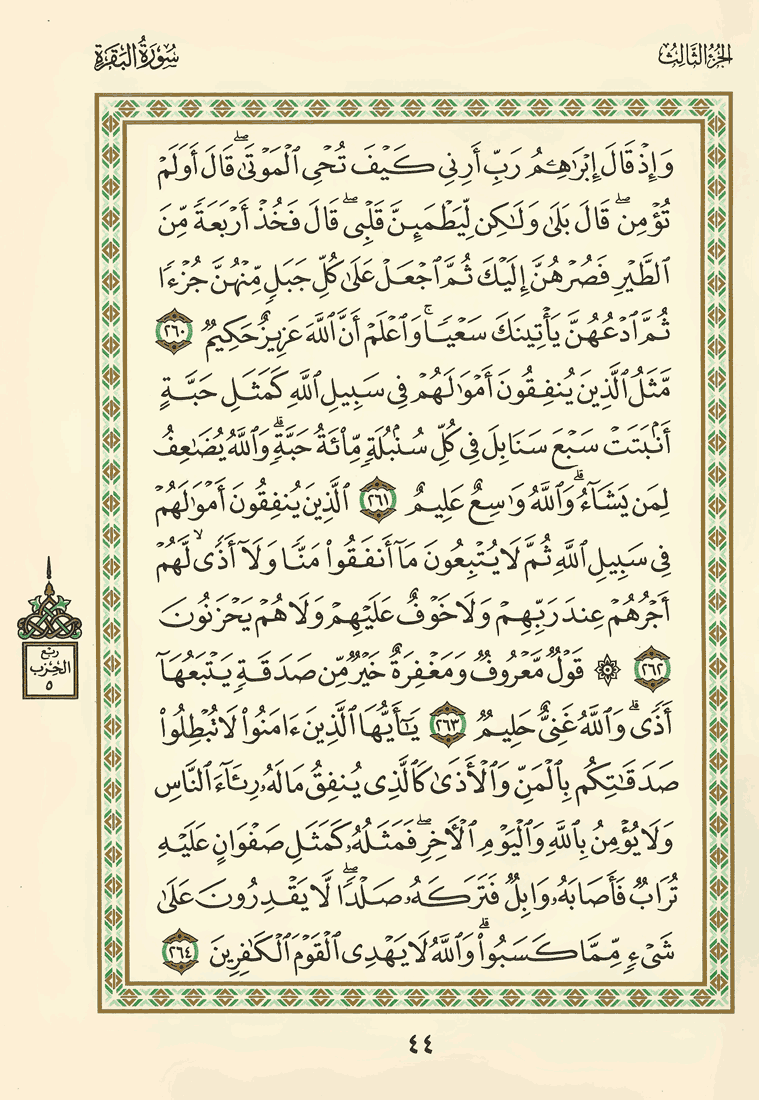 الجزء الثالث
سورة البقرة
وَإِذْ قَالَ إِبْرَٰهِـۧمُ رَبِّ أَرِنِى كَيْفَ تُحْىِ ٱلْمَوْتَىٰ ۖ قَالَ أَوَلَمْ
تُؤْمِن ۖ قَالَ بَلَىٰ وَلَـٰكِن لِّيَطْمَئِنَّ قَلْبِى ۖ قَالَ فَخُذْ أَرْبَعَةً مِّنَ
ٱلطَّيْرِ فَصُرْهُنَّ إِلَيْكَ ثُمَّ ٱجْعَلْ عَلَىٰ كُلِّ جَبَلٍ مِّنْهُنَّ جُزْءًا
ثُمَّ ٱدْعُهُنَّ يَأْتِينَكَ سَعْيًا ۚ وَٱعْلَمْ أَنَّ ٱللَّهَ عَزِيزٌ حَكِيمٌ ٢٦٠
مَّثَلُ ٱلَّذِينَ يُنفِقُونَ أَمْوَٰلَهُمْ فِى سَبِيلِ ٱللَّهِ كَمَثَلِ حَبَّةٍ
أَنۢبَتَتْ سَبْعَ سَنَابِلَ فِى كُلِّ سُنۢبُلَةٍ مِّا۟ئَةُ حَبَّةٍ ۗ وَٱللَّهُ يُضَـٰعِفُ
لِمَن يَشَآءُ ۗ وَٱللَّهُ وَٰسِعٌ عَلِيمٌ ٢٦١ ٱلَّذِينَ يُنفِقُونَ أَمْوَٰلَهُمْ
فِى سَبِيلِ ٱللَّهِ ثُمَّ لَا يُتْبِعُونَ مَآ أَنفَقُوا۟ مَنًّا وَلَآ أَذًى ۙ لَّهُمْ
أَجْرُهُمْ عِندَ رَبِّهِمْ وَلَا خَوْفٌ عَلَيْهِمْ وَلَا هُمْ يَحْزَنُونَ
٢٦٢ ۞ قَوْلٌ مَّعْرُوفٌ وَمَغْفِرَةٌ خَيْرٌ مِّن صَدَقَةٍ يَتْبَعُهَآ
أَذًى ۗ وَٱللَّهُ غَنِىٌّ حَلِيمٌ ٢٦٣ يَـٰٓأَيُّهَا ٱلَّذِينَ ءَامَنُوا۟ لَا تُبْطِلُوا۟
صَدَقَـٰتِكُم بِٱلْمَنِّ وَٱلْأَذَىٰ كَٱلَّذِى يُنفِقُ مَالَهُۥ رِئَآءَ ٱلنَّاسِ
وَلَا يُؤْمِنُ بِٱللَّهِ وَٱلْيَوْمِ ٱلْـَٔاخِرِ ۖ فَمَثَلُهُۥ كَمَثَلِ صَفْوَانٍ عَلَيْهِ
تُرَابٌ فَأَصَابَهُۥ وَابِلٌ فَتَرَكَهُۥ صَلْدًا ۖ لَّا يَقْدِرُونَ عَلَىٰ
شَىْءٍ مِّمَّا كَسَبُوا۟ ۗ وَٱللَّهُ لَا يَهْدِى ٱلْقَوْمَ ٱلْكَـٰفِرِينَ ٢٦٤
ربع
الحزب
٥
٤٤